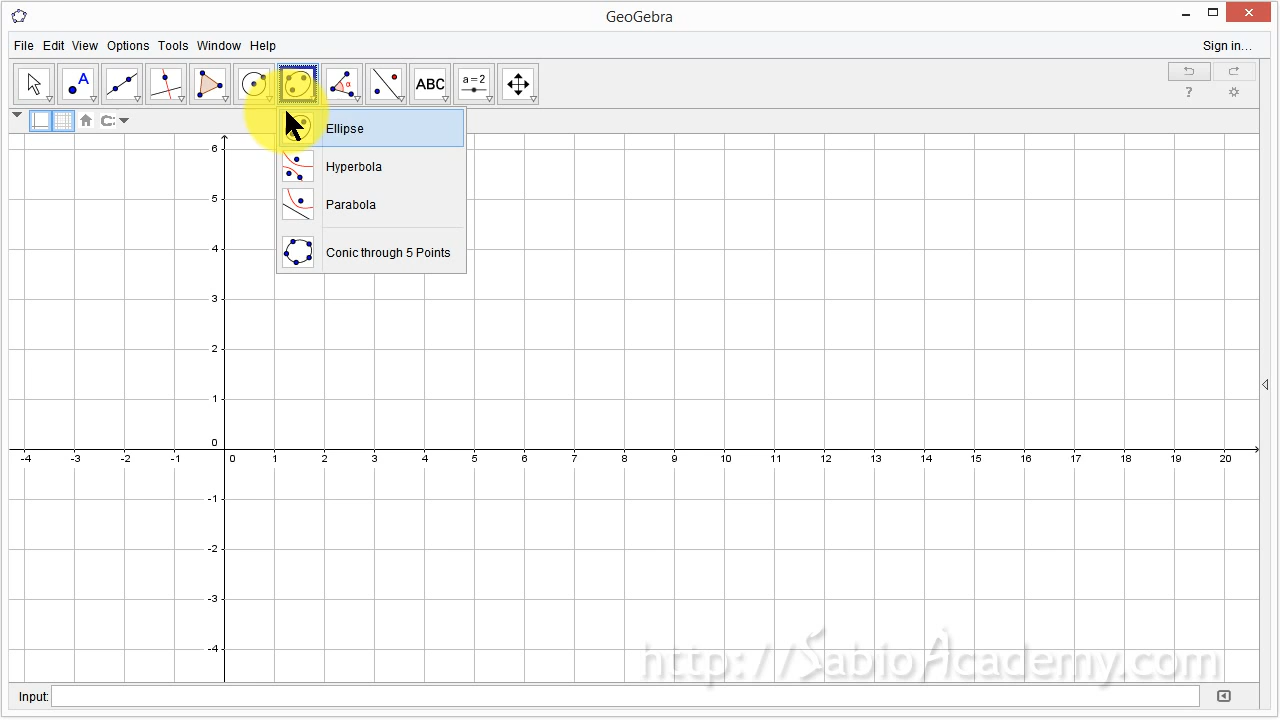 GeoGebra
File Edit View Options Tools Window Help Sign in...
A α ABC a=2 ?
Ellipse
Hyperbola
Parabola
Conic through 5 Points
6
5
4
3
2
1
0
-4 -3 -2 -1 0 1 2 3 4 5 6 7 8 9 10 11 12 13 14 15 16 17 18 19 20
-1
-2
-3
-4
http://SabioAcademy.com
Input: